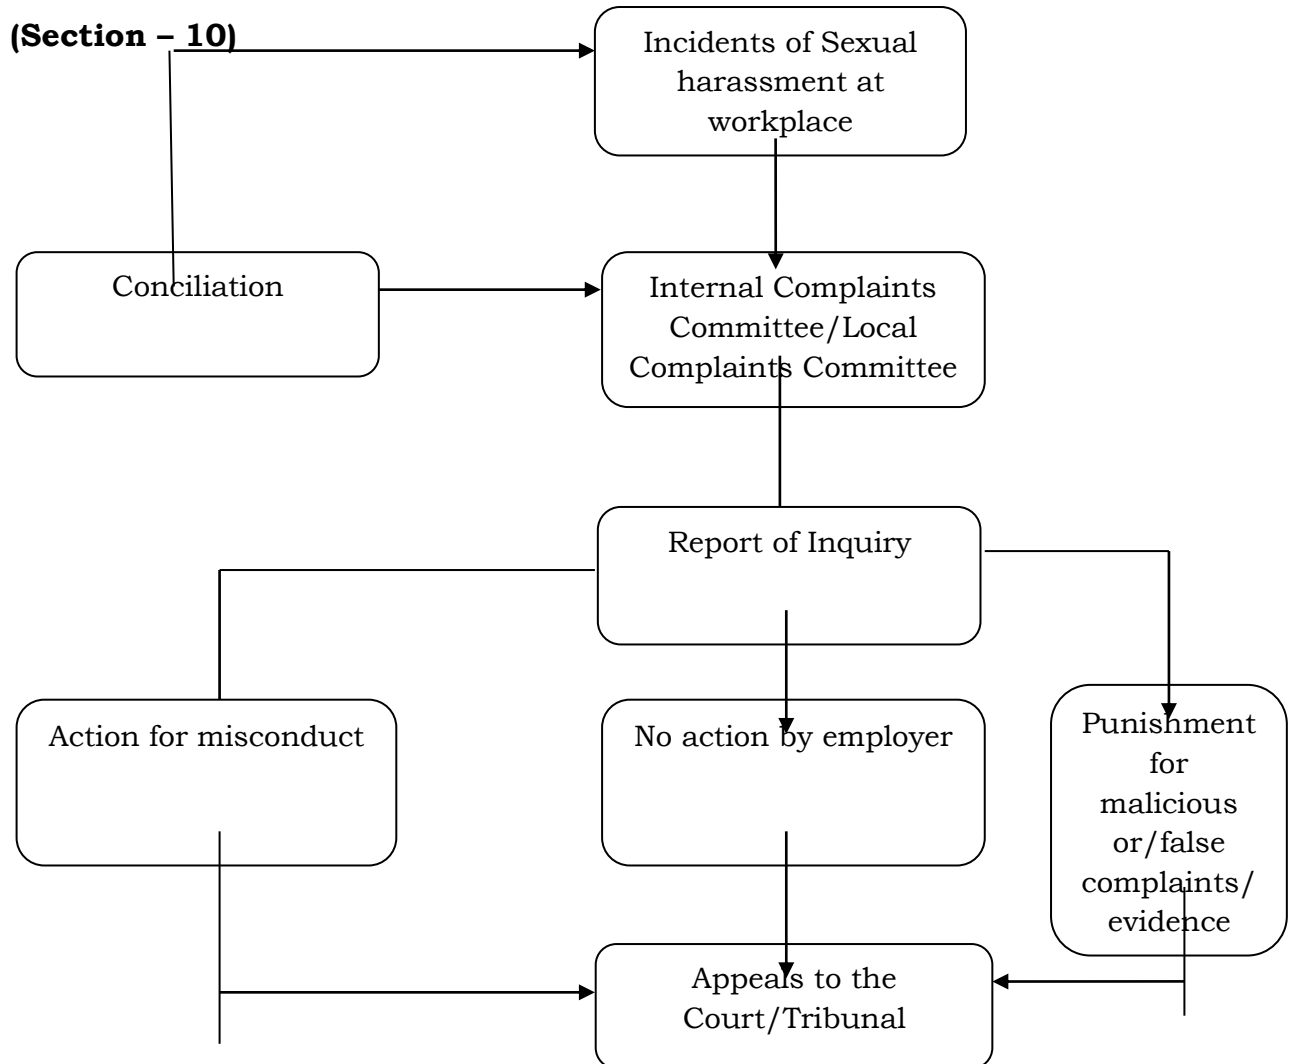 (Section – 10)
Incidents of Sexual
harassment at
workplace
Conciliation
Internal Complaints
Committee/Local
Complaints Committee
Report of Inquiry
Action for misconduct
No action by employer
Punishment
for
malicious
or/false
complaints/
evidence
Appeals to the
Court/Tribunal